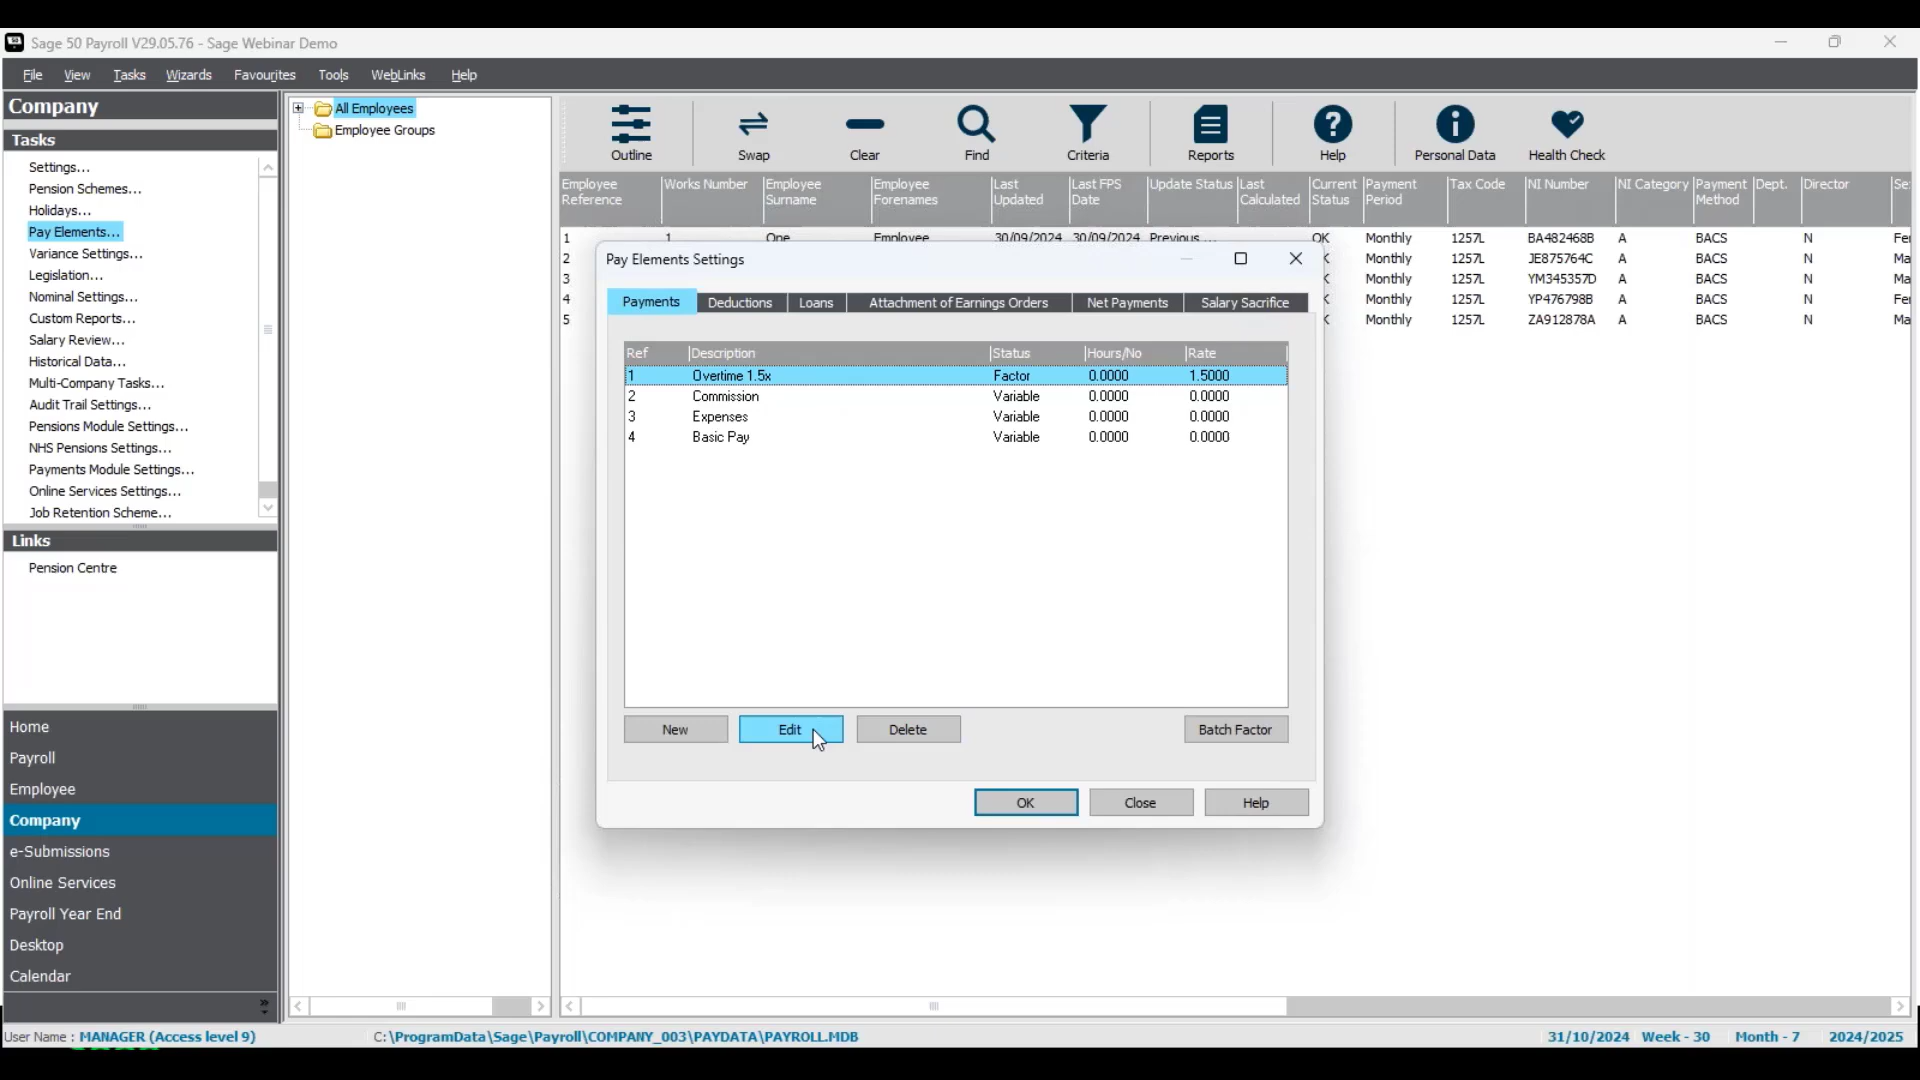 Sage 50 Payroll V29.05.76 - Sage Webinar Demo
File View Tasks Wizards Favourites Tools WebLinks Help
Company
Tasks
Settings...
Pension Schemes...
Holidays...
Pay Elements...
Variance Settings...
Legislation...
Nominal Settings...
Custom Reports...
Salary Review...
Historical Data...
Multi-Company Tasks...
Audit Trail Settings...
Pensions Module Settings...
NHS Pensions Settings...
Payments Module Settings...
Online Services Settings...
Job Retention Scheme...
Links
Pension Centre
Home
Payroll
Employee
Company
e-Submissions
Online Services
Payroll Year End
Desktop
Calendar
All Employees
Employee Groups
Outline Swap Clear Find Criteria Reports Help Personal Data Health Check
Employee Reference Works Number Employee Surname Employee Forenames Last Updated Last FPS Date Update Status Last Calculated Current Status Payment Period Tax Code NI Number NI Category Payment Method Dept. Director Se
1 1 One Employee 30/09/2024 30/09/2024 Previous ... OK Monthly 1257L BA482468B A BACS N Fe
2 K Monthly 1257L JE875764C A BACS N Ma
3 K Monthly 1257L YM345357D A BACS N Ma
4 K Monthly 1257L YP476798B A BACS N Fe
5 K Monthly 1257L ZA912878A A BACS N Ma
Pay Elements Settings
Payments Deductions Loans Attachment of Earnings Orders Net Payments Salary Sacrifice
Ref Description Status Hours/No Rate
1 Overtime 1.5x Factor 0.0000 1.5000
2 Commission Variable 0.0000 0.0000
3 Expenses Variable 0.0000 0.0000
4 Basic Pay Variable 0.0000 0.0000
New Edit Delete Batch Factor
OK Close Help
User Name : MANAGER (Access level 9) C:\ProgramData\Sage\Payroll\COMPANY_003\PAYDATA\PAYROLL.MDB 31/10/2024 Week - 30 Month - 7 2024/2025